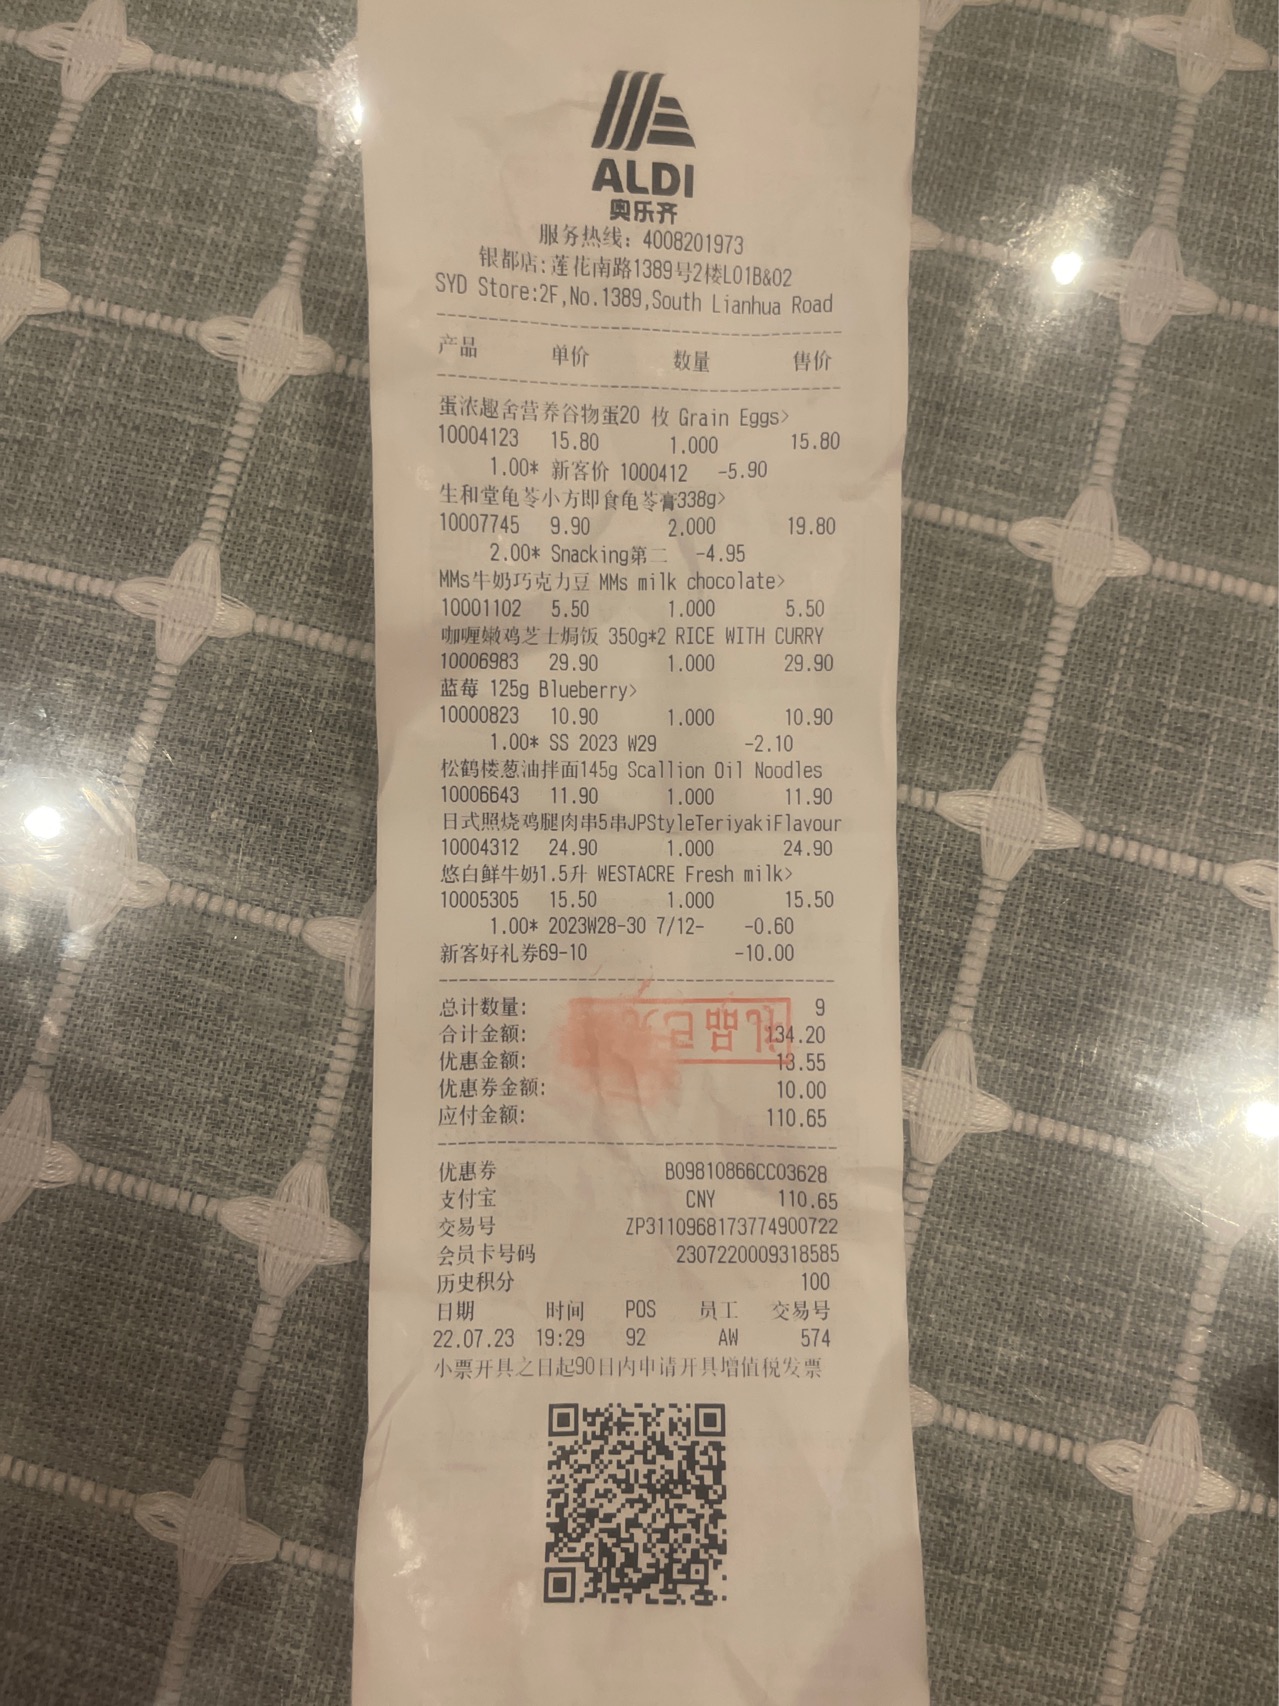 ALDI
奥乐齐
服务热线: 4008201973
银都店:莲花南路1389号2楼L01B&02
SYD Store:2F,No.1389,South Lianhua Road
产品 单价 数量 售价
蛋浓趣舍营养谷物蛋20 枚 Grain Eggs>
10004123 15.80 1.000 15.80
1.00* 新客价 1000412 -5.90
生和堂龟苓小方即食龟苓膏338g>
10007745 9.90 2.000 19.80
2.00* Snacking第二 -4.95
MMs牛奶巧克力豆 MMs milk chocolate>
10001102 5.50 1.000 5.50
咖喱嫩鸡芝士焗饭 350g*2 RICE WITH CURRY
10006983 29.90 1.000 29.90
蓝莓 125g Blueberry>
10000823 10.90 1.000 10.90
1.00* SS 2023 W29 -2.10
松鹤楼葱油拌面145g Scallion Oil Noodles
10006643 11.90 1.000 11.90
日式照烧鸡腿肉串5串JPStyleTeriyakiFlavour
10004312 24.90 1.000 24.90
悠白鲜牛奶1.5升 WESTACRE Fresh milk>
10005305 15.50 1.000 15.50
1.00* 2023W28-30 7/12- -0.60
新客好礼券69-10 -10.00
总计数量: 9
合计金额: 134.20
优惠金额: 13.55
优惠券金额: 10.00
应付金额: 110.65
礼品已
优惠券 B09810866CC03628
支付宝 CNY 110.65
交易号 ZP3110968173774900722
会员卡号码 2307220009318585
历史积分 100
日期 时间 POS 员工 交易号
22.07.23 19:29 92 AW 574
小票开具之日起90日内申请开具增值税发票